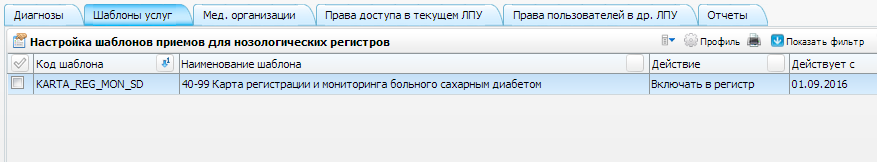 Диагнозы Шаблоны услуг Мед. организации Права доступа в текущем ЛПУ Права пользователей в др. ЛПУ Отчеты
Настройка шаблонов приемов для нозологических регистров Профиль Показать фильтр
Код шаблона Наименование шаблона Действие Действует с
KARTA_REG_MON_SD 40-99 Карта регистрации и мониторинга больного сахарным диабетом Включать в регистр 01.09.2016